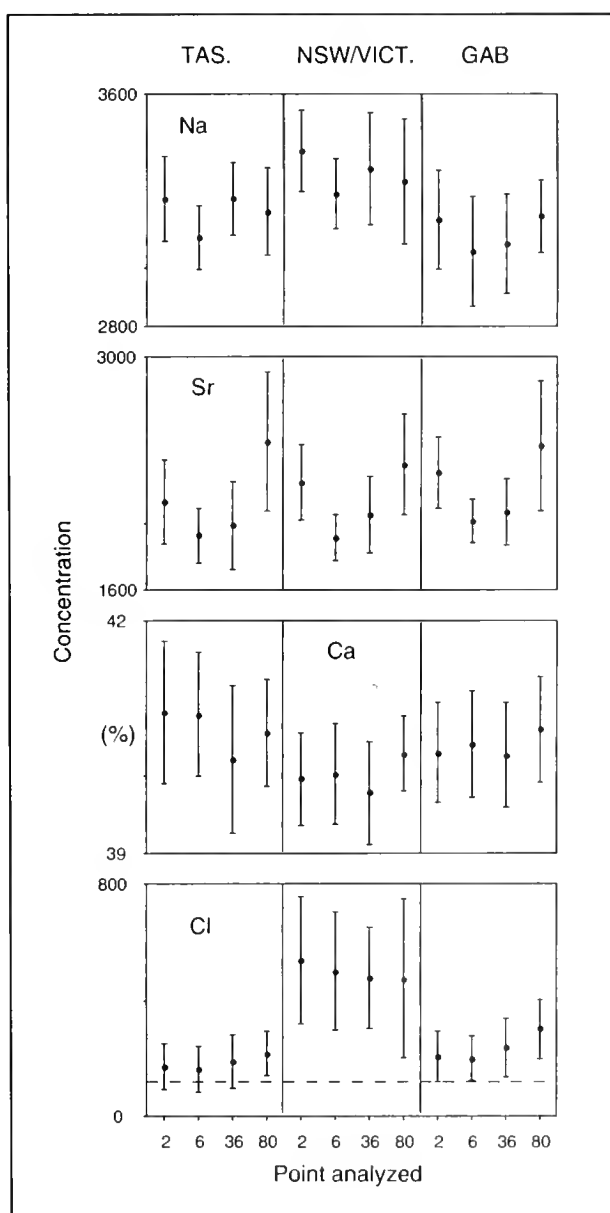 TAS. NSW/VICT. GAB
3600
Na
2800
3000
Sr
1600
Concentration
42
Ca
(%)
39
800
Cl
0
2 6 36 80 2 6 36 80 2 6 36 80
Point analyzed